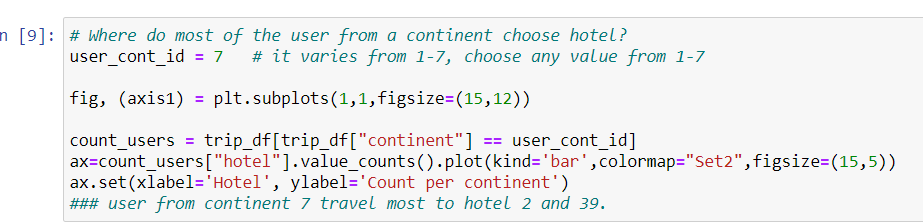 n [9]: # Where do most of the user from a continent choose hotel?
user_cont_id = 7   # it varies from 1-7, choose any value from 1-7
fig, (axis1) = plt.subplots(1,1,figsize=(15,12))
count_users = trip_df[trip_df["continent"] == user_cont_id]
ax=count_users["hotel"].value_counts().plot(kind='bar',colormap="Set2",figsize=(15,5))
ax.set(xlabel='Hotel', ylabel='Count per continent')
### user from continent 7 travel most to hotel 2 and 39.